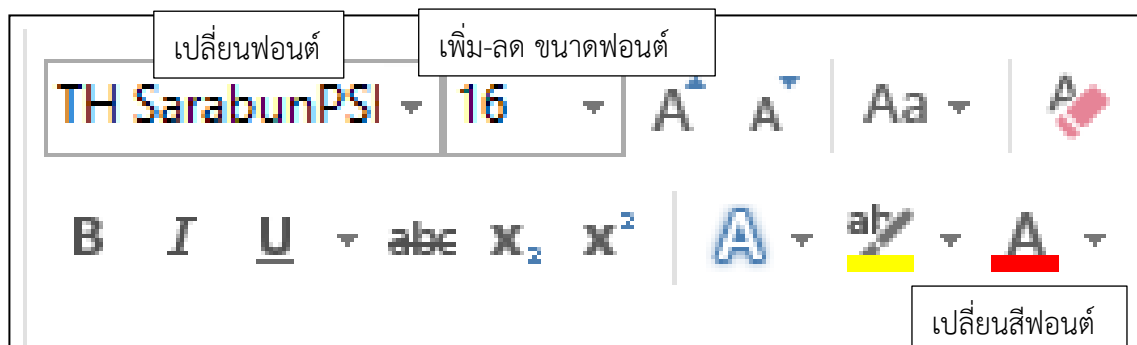 เปลี่ยนฟอนต์ เพิ่ม-ลด ขนาดฟอนต์
TH SarabunPSI 16 A A Aa A
B I U abc x₂ x² A ab A
เปลี่ยนสีฟอนต์